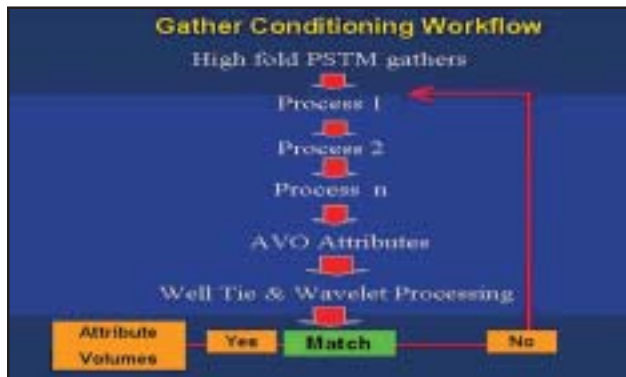 Gather Conditioning Workflow
High fold PSTM gathers
Process 1
Process 2
Process n
AVO Attributes
Well Tie & Wavelet Processing
Attribute Volumes
Yes
Match
No